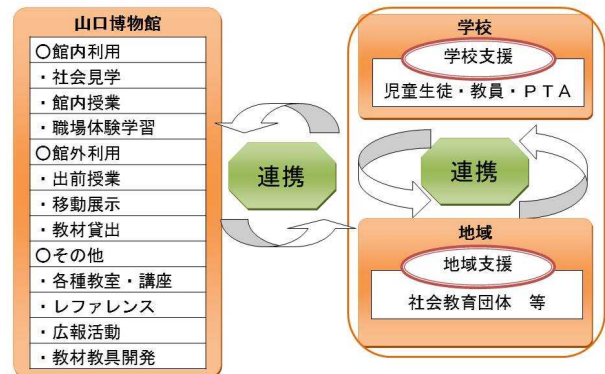 山口博物館
○館内利用
・社会見学
・館内授業
・職場体験学習
○館外利用
・出前授業
・移動展示
・教材貸出
○その他
・各種教室・講座
・レファレンス
・広報活動
・教材教具開発
連携
学校
学校支援
児童生徒・教員・PTA
連携
地域
地域支援
社会教育団体 等